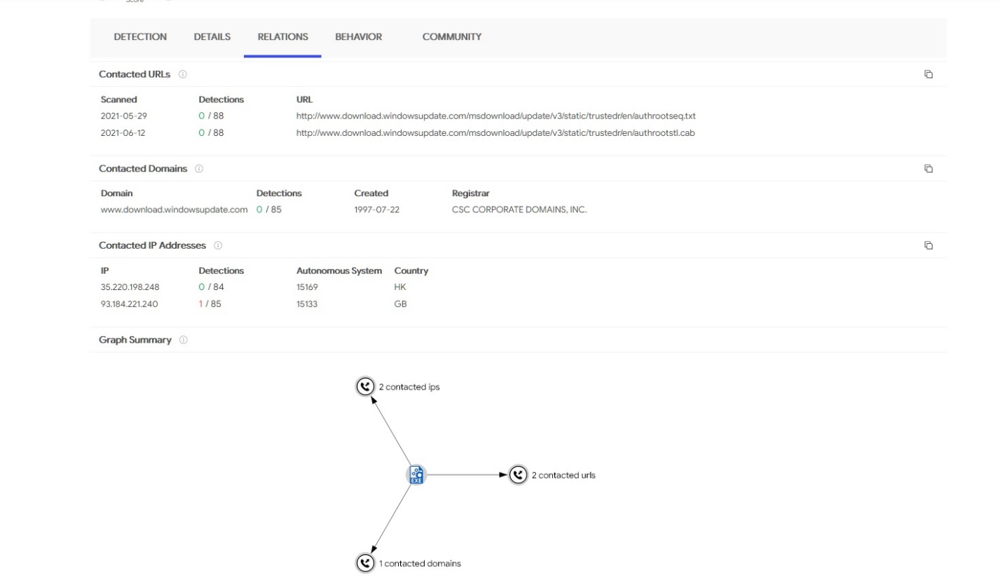 Score
DETECTION DETAILS RELATIONS BEHAVIOR COMMUNITY
Contacted URLs
Scanned Detections URL
2021-05-29 0 / 88 http://www.download.windowsupdate.com/msdownload/update/v3/static/trustedr/en/authrootseq.txt
2021-06-12 0 / 88 http://www.download.windowsupdate.com/msdownload/update/v3/static/trustedr/en/authrootstl.cab
Contacted Domains
Domain Detections Created Registrar
www.download.windowsupdate.com 0 / 85 1997-07-22 CSC CORPORATE DOMAINS, INC.
Contacted IP Addresses
IP Detections Autonomous System Country
35.220.198.248 0 / 84 15169 HK
93.184.221.240 1 / 85 15133 GB
Graph Summary
2 contacted ips
EXE
2 contacted urls
1 contacted domains